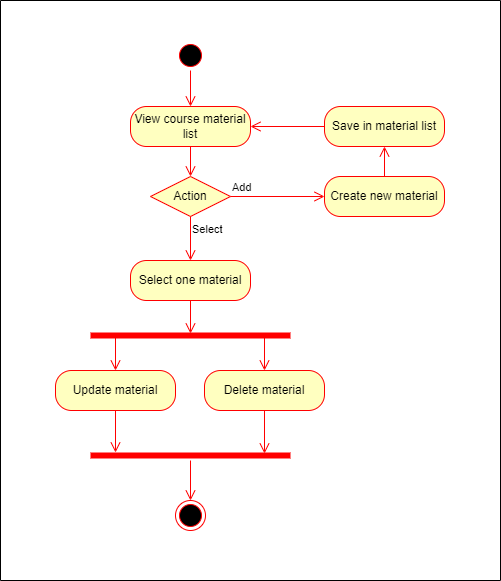 View course material
list
Save in material list
Action
Add
Create new material
Select
Select one material
Update material
Delete material